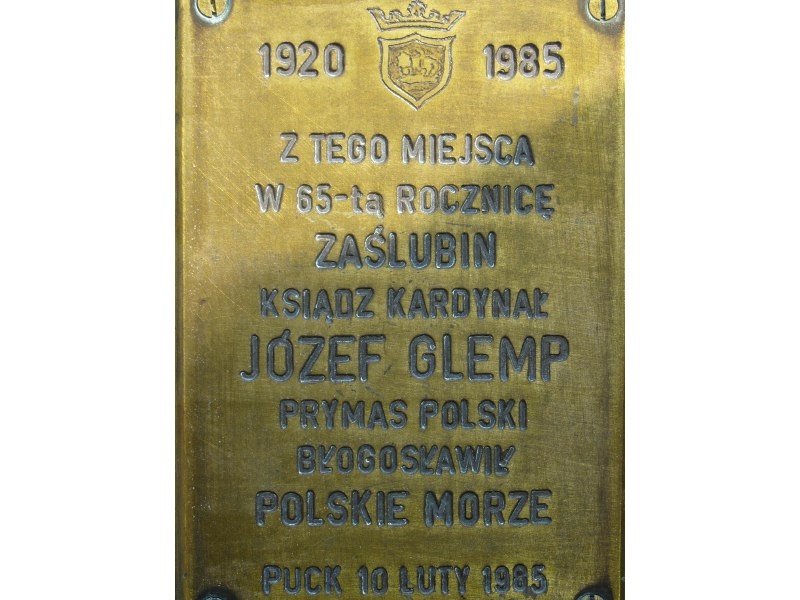 1920 1985
Z TEGO MIEJSCA
W 65-tą ROCZNICĘ
ZAŚLUBIN
KSIĄDZ KARDYNAŁ
JÓZEF GLEMP
PRYMAS POLSKI
BŁOGOSŁAWIŁ
POLSKIE MORZE
PUCK 10 LUTY 1985